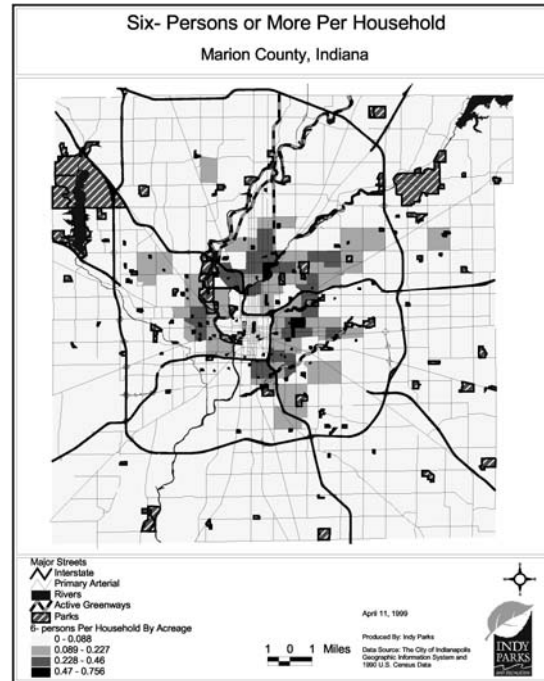 Six- Persons or More Per Household
Marion County, Indiana
Major Streets
Interstate
Primary Arterial
Rivers
Active Greenways
Parks
6- persons Per Household By Acreage
0 - 0.088
0.089 - 0.227
0.228 - 0.46
0.47 - 0.756
1 0 1 Miles
April 11, 1999
Produced By: Indy Parks
Data Source: The City of Indianapolis
Geographic Information System and
1990 U.S. Census Data
INDY
PARKS